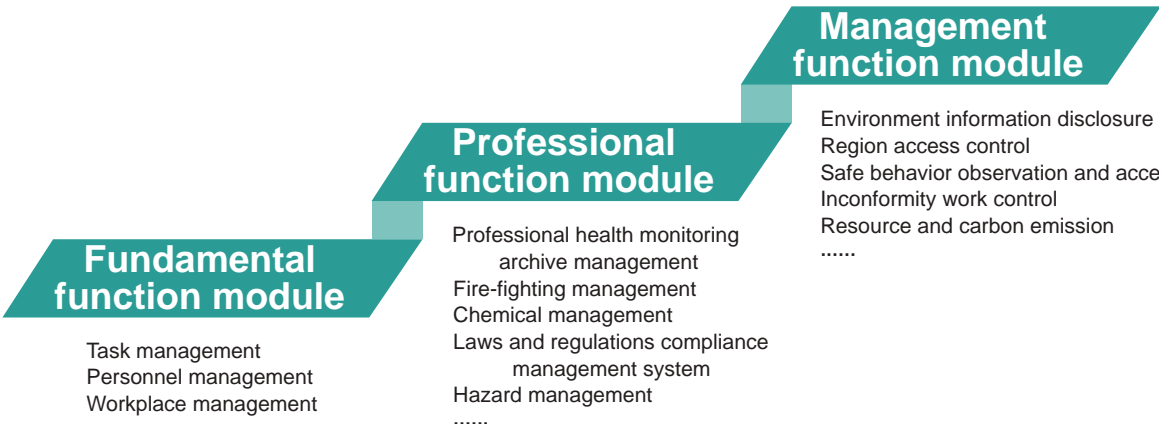 Management
function module
Environment information disclosure
Region access control
Safe behavior observation and
Inconformity work control
Resource and carbon emission
......
Professional
function module
Professional health monitoring
archive management
Fire-fighting management
Chemical management
Laws and regulations compliance
management system
Hazard management
......
Fundamental
function module
Task management
Personnel management
Workplace management